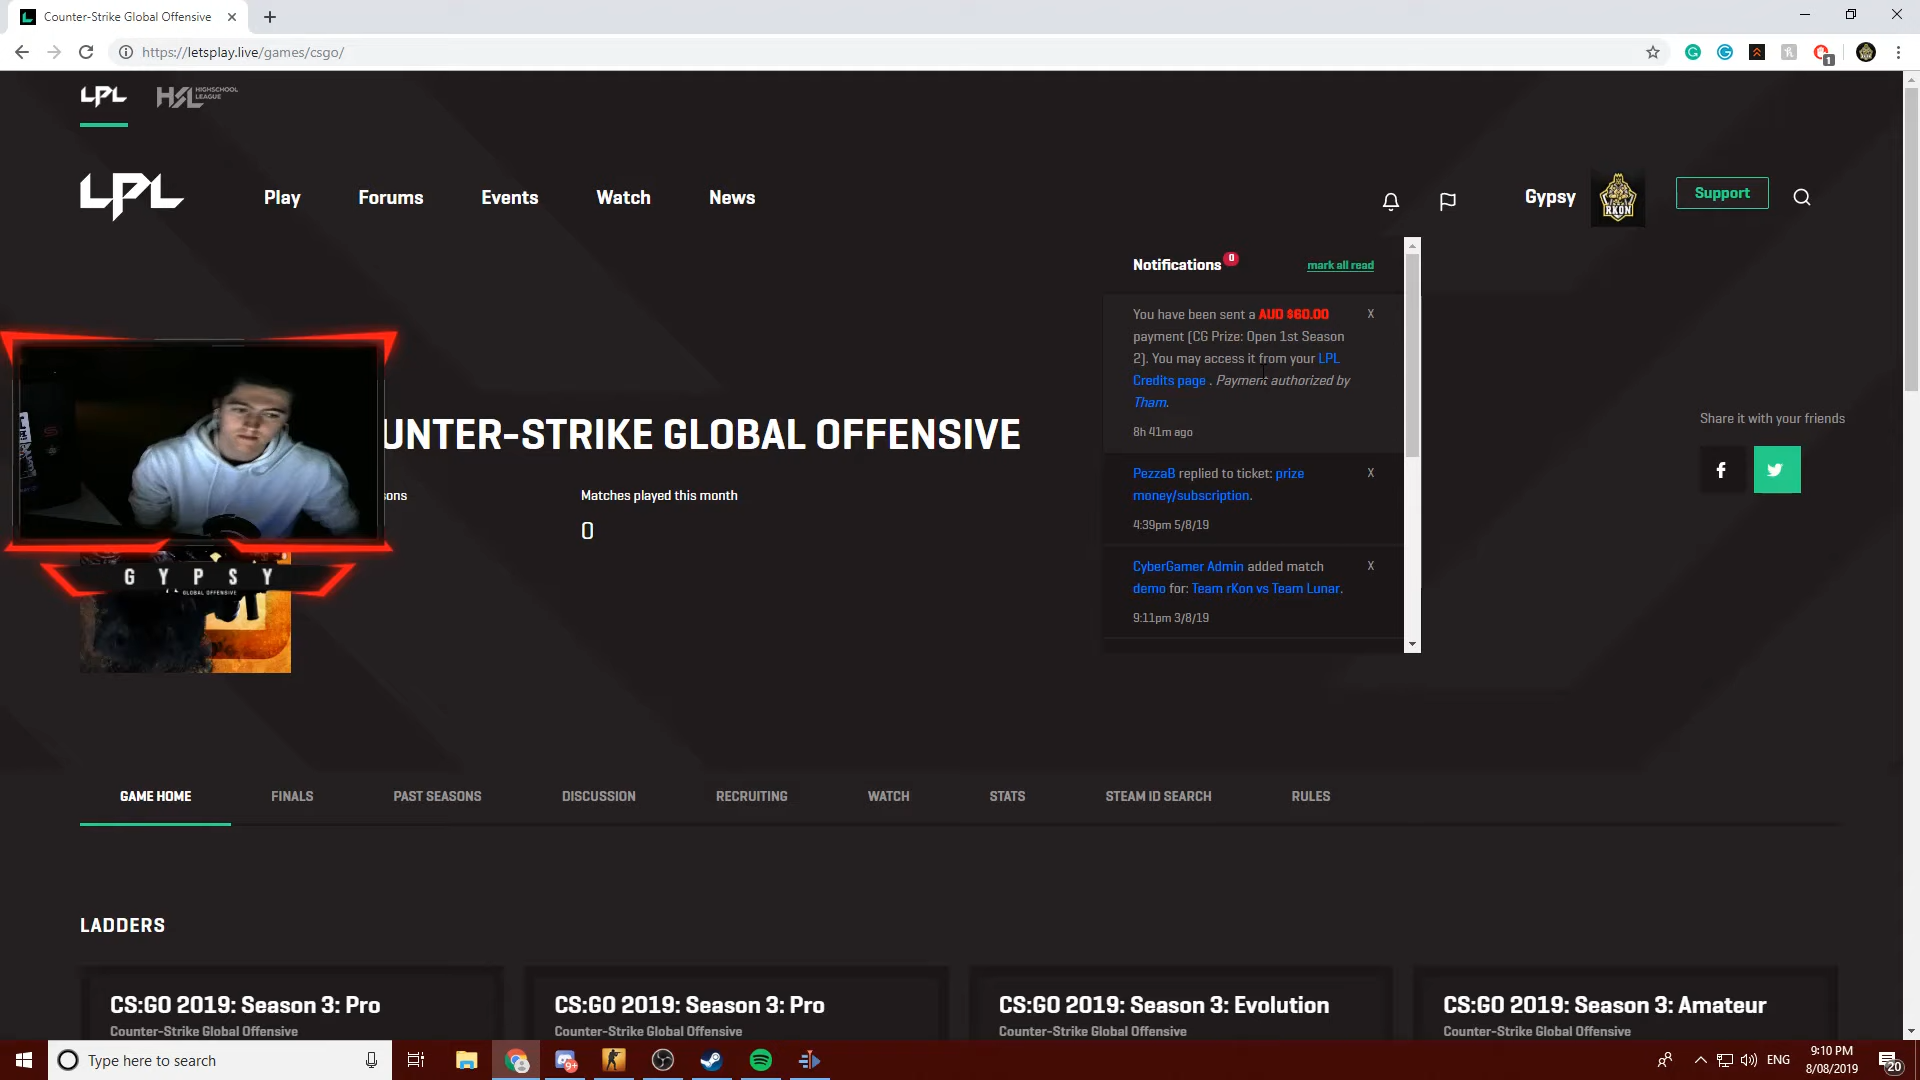 Counter-Strike Global Offensive
https://letsplay.live/games/csgo/
1
LPL HSL HIGHSCHOOL LEAGUE
LPL Play Forums Events Watch News Gypsy RKON Support
Notifications 0 mark all read
You have been sent a AUD $60.00 X
payment (CG Prize: Open 1st Season
2). You may access it from your LPL
Credits page . Payment authorized by
Tham.
8h 41m ago
PezzaB replied to ticket: prize X
money/subscription.
4:39pm 5/8/19
CyberGamer Admin added match X
demo for: Team rKon vs Team Lunar.
9:11pm 3/8/19
Share it with your friends
UNTER-STRIKE GLOBAL OFFENSIVE
sons Matches played this month
0
GYPSY
GLOBAL OFFENSIVE
GAME HOME FINALS PAST SEASONS DISCUSSION RECRUITING WATCH STATS STEAM ID SEARCH RULES
LADDERS
CS:GO 2019: Season 3: Pro
Counter-Strike Global Offensive
CS:GO 2019: Season 3: Pro
Counter-Strike Global Offensive
CS:GO 2019: Season 3: Evolution
Counter-Strike Global Offensive
CS:GO 2019: Season 3: Amateur
Counter-Strike Global Offensive
Type here to search
9+
ENG
9:10 PM
8/08/2019
20